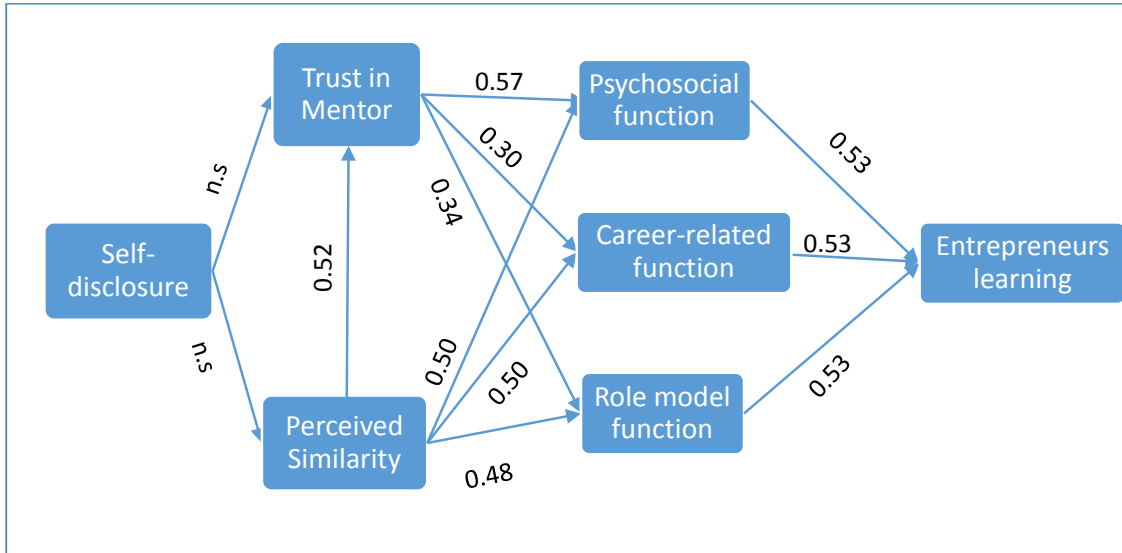 Trust in
Mentor
0.57
Psychosocial
function
0.30
0.34
0.53
n.s
Self-
disclosure
0.52
Career-related
function
0.53
Entrepreneurs
learning
n.s
0.50
0.50
0.53
Perceived
Similarity
0.48
Role model
function